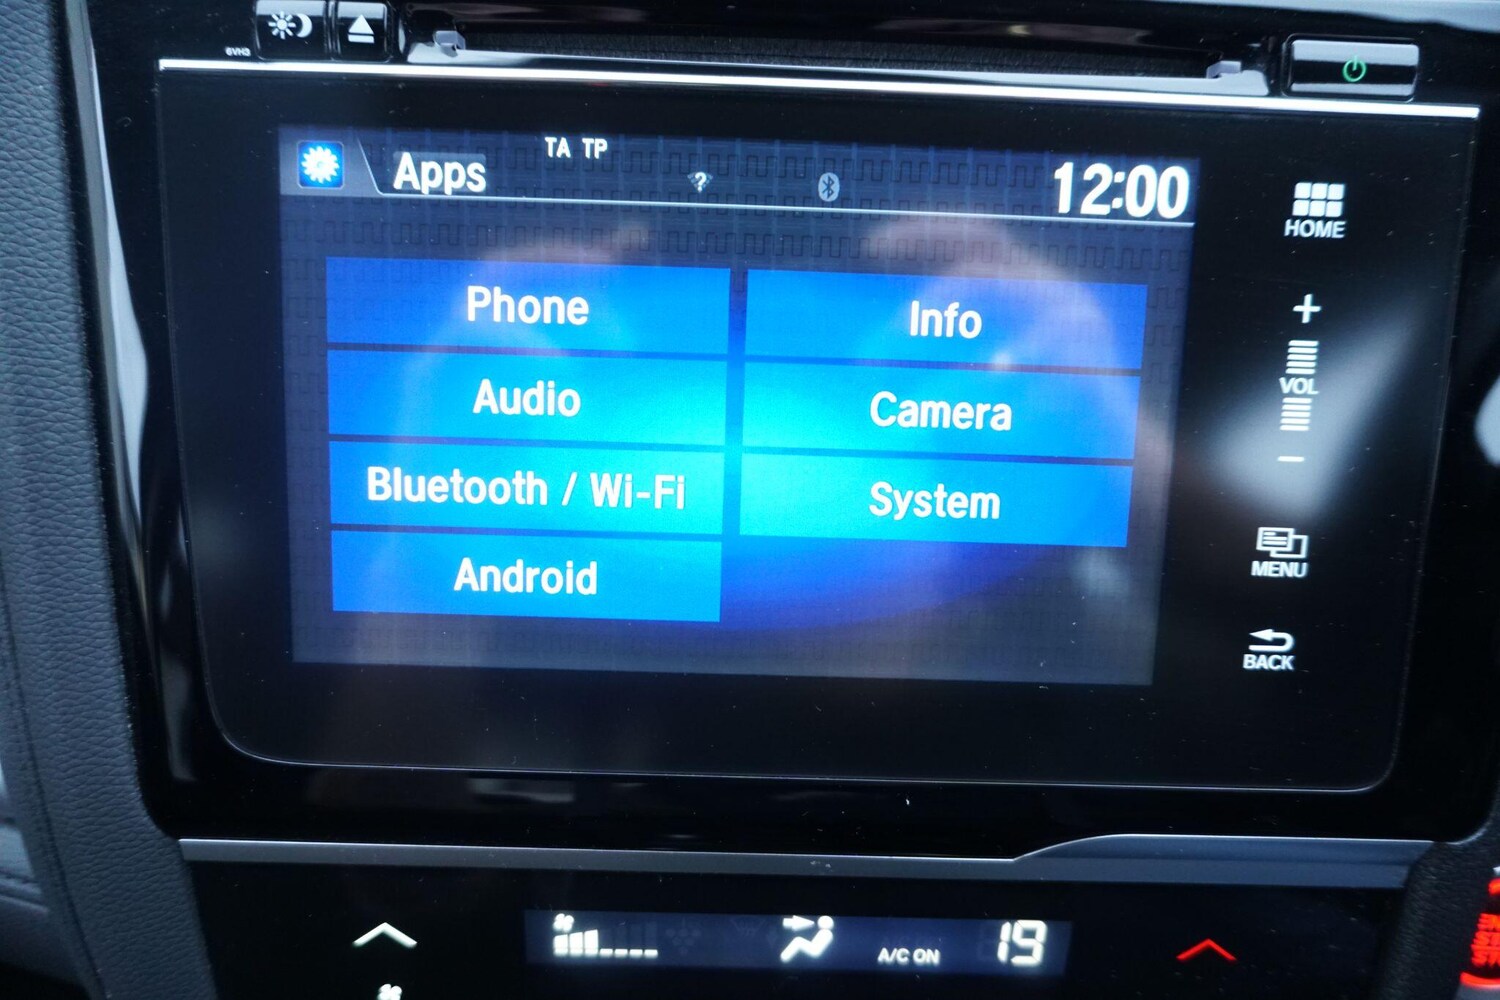 6VH3
TA TP
Apps
?
12:00
HOME
Phone
Info
+
Audio
Camera
VOL
Bluetooth / Wi-Fi
System
−
Android
MENU
BACK
A/C ON
19